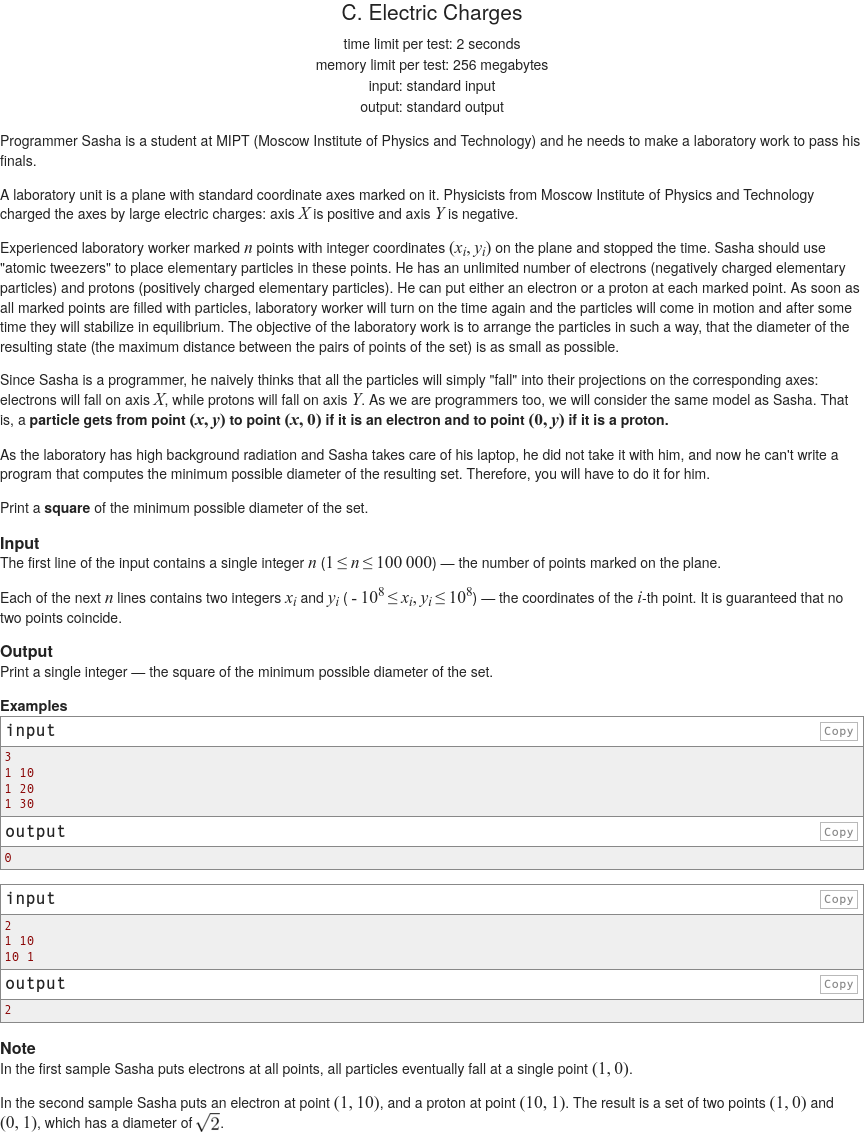 C. Electric Charges
time limit per test: 2 seconds
memory limit per test: 256 megabytes
input: standard input
output: standard output
Programmer Sasha is a student at MIPT (Moscow Institute of Physics and Technology) and he needs to make a laboratory work to pass his
finals.
A laboratory unit is a plane with standard coordinate axes marked on it. Physicists from Moscow Institute of Physics and Technology
charged the axes by large electric charges: axis X is positive and axis Y is negative.
Experienced laboratory worker marked n points with integer coordinates (x_i, y_i) on the plane and stopped the time. Sasha should use
"atomic tweezers" to place elementary particles in these points. He has an unlimited number of electrons (negatively charged elementary
particles) and protons (positively charged elementary particles). He can put either an electron or a proton at each marked point. As soon as
all marked points are filled with particles, laboratory worker will turn on the time again and the particles will come in motion and after some
time they will stabilize in equilibrium. The objective of the laboratory work is to arrange the particles in such a way, that the diameter of the
resulting state (the maximum distance between the pairs of points of the set) is as small as possible.
Since Sasha is a programmer, he naively thinks that all the particles will simply "fall" into their projections on the corresponding axes:
electrons will fall on axis X, while protons will fall on axis Y. As we are programmers too, we will consider the same model as Sasha. That
is, a particle gets from point (x, y) to point (x, 0) if it is an electron and to point (0, y) if it is a proton.
As the laboratory has high background radiation and Sasha takes care of his laptop, he did not take it with him, and now he can't write a
program that computes the minimum possible diameter of the resulting set. Therefore, you will have to do it for him.
Print a square of the minimum possible diameter of the set.
Input
The first line of the input contains a single integer n (1 ≤ n ≤ 100 000) — the number of points marked on the plane.
Each of the next n lines contains two integers x_i and y_i ( - 10^8 ≤ x_i, y_i ≤ 10^8) — the coordinates of the i-th point. It is guaranteed that no
two points coincide.
Output
Print a single integer — the square of the minimum possible diameter of the set.
Examples
input Copy
3
1 10
1 20
1 30
output Copy
0
input Copy
2
1 10
10 1
output Copy
2
Note
In the first sample Sasha puts electrons at all points, all particles eventually fall at a single point (1, 0).
In the second sample Sasha puts an electron at point (1, 10), and a proton at point (10, 1). The result is a set of two points (1, 0) and
(0, 1), which has a diameter of √2.